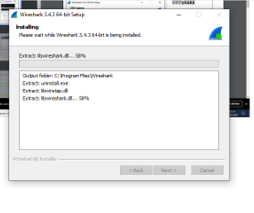 WIRESHARK
Wireshark 3.4.3 64-bit Setup
Installing
Please wait while Wireshark 3.4.3 64-bit is being installed.
Extract: libwireshark.dll... 58%
Output folder: C:\Program Files\Wireshark
Extract: uninstall.exe
Extract: libwiretap.dll
Extract: libwireshark.dll... 58%
Wireshark® Installer
< Back
Next >
Cancel